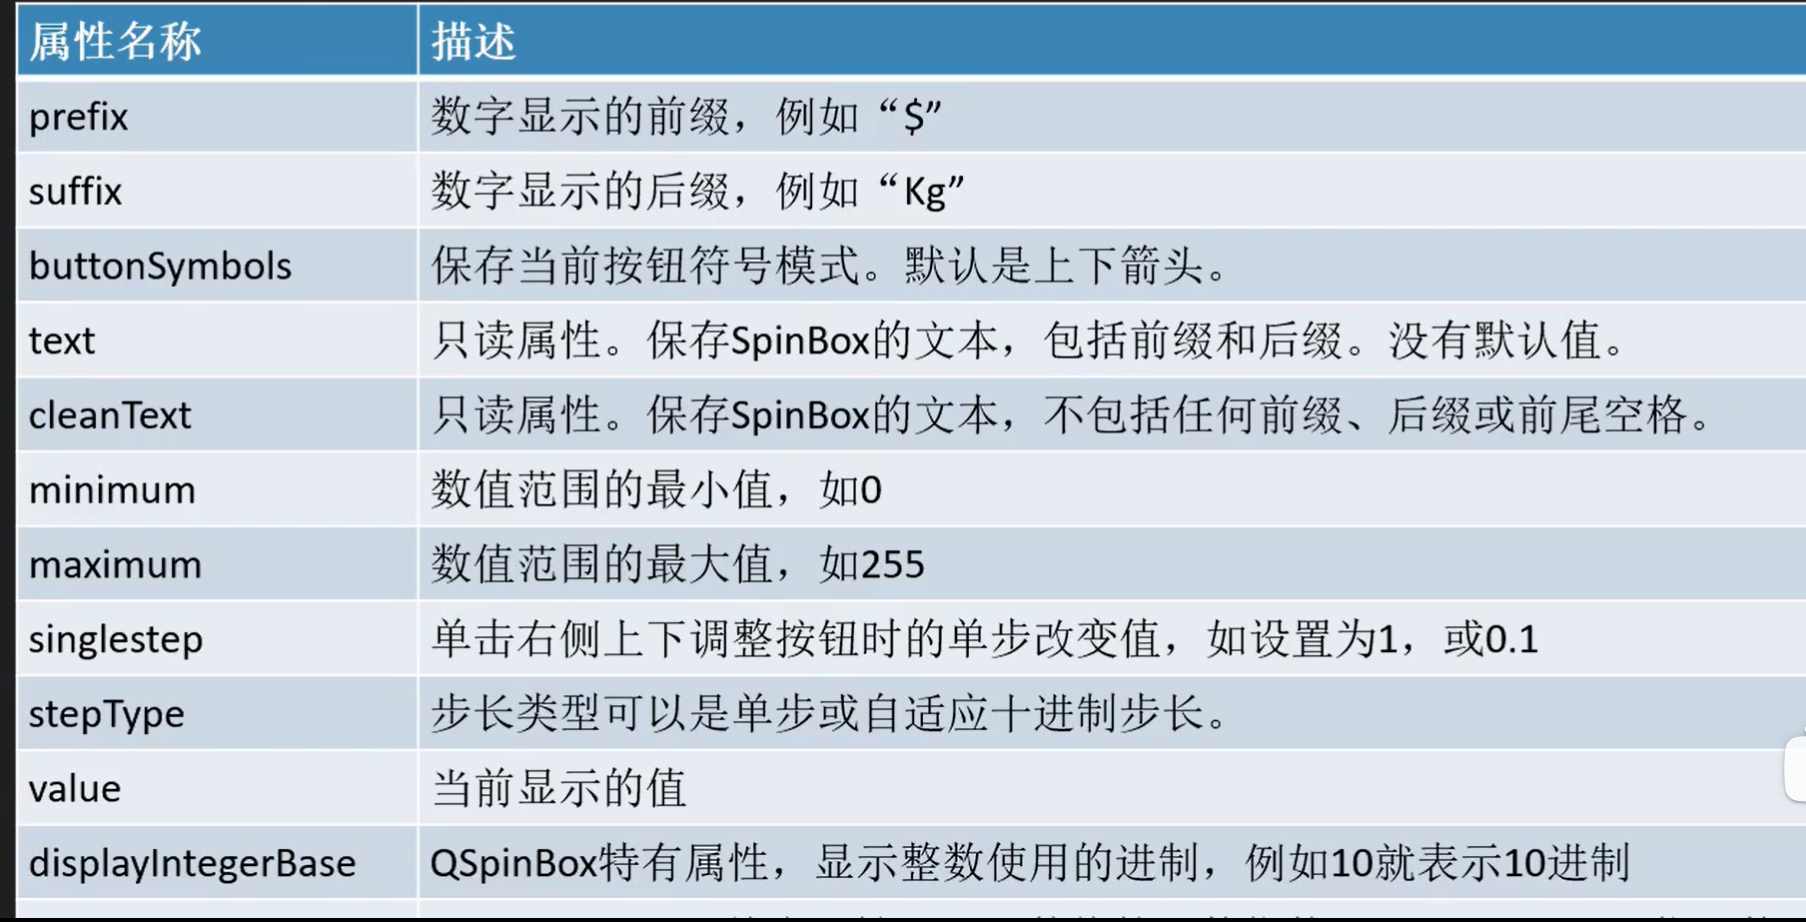 属性名称 描述
prefix 数字显示的前缀，例如“$”
suffix 数字显示的后缀，例如“Kg”
buttonSymbols 保存当前按钮符号模式。默认是上下箭头。
text 只读属性。保存SpinBox的文本，包括前缀和后缀。没有默认值。
cleanText 只读属性。保存SpinBox的文本，不包括任何前缀、后缀或前尾空格。
minimum 数值范围的最小值，如0
maximum 数值范围的最大值，如255
singlestep 单击右侧上下调整按钮时的单步改变值，如设置为1，或0.1
stepType 步长类型可以是单步或自适应十进制步长。
value 当前显示的值
displayIntegerBase QSpinBox特有属性，显示整数使用的进制，例如10就表示10进制